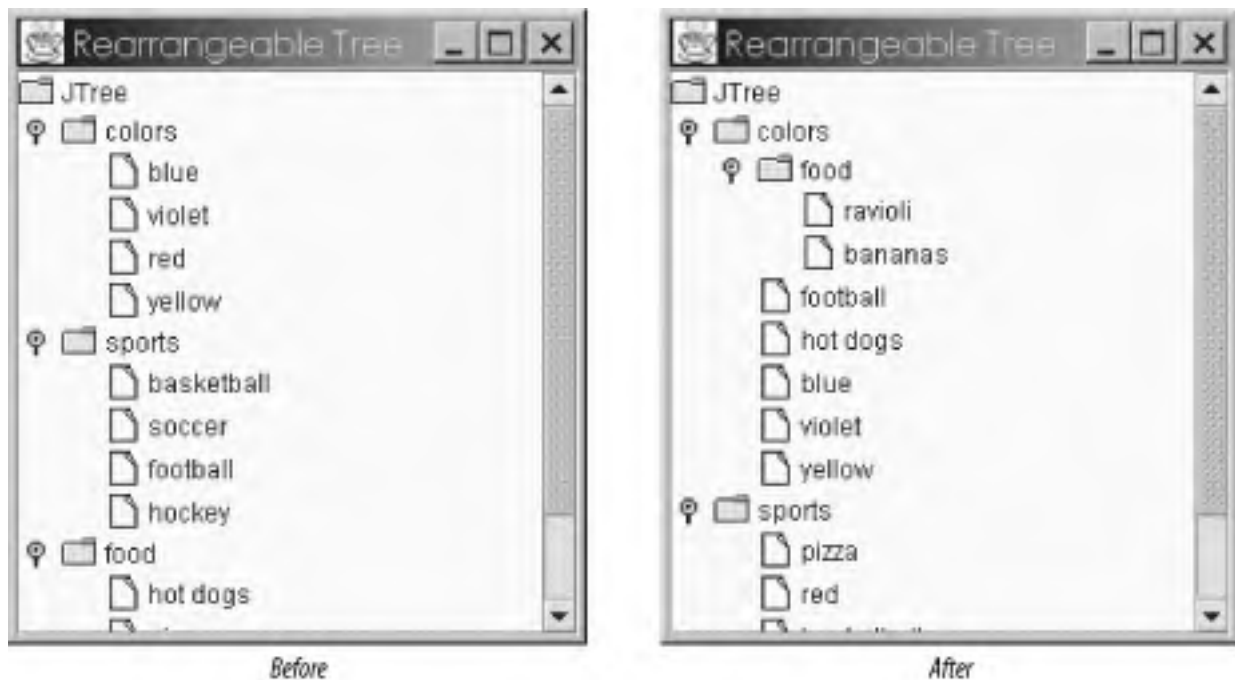 Rearrangeable Tree
JTree
colors
blue
violet
red
yellow
sports
basketball
soccer
football
hockey
food
hot dogs
Before
Rearrangeable Tree
JTree
colors
food
ravioli
bananas
football
hot dogs
blue
violet
yellow
sports
pizza
red
After